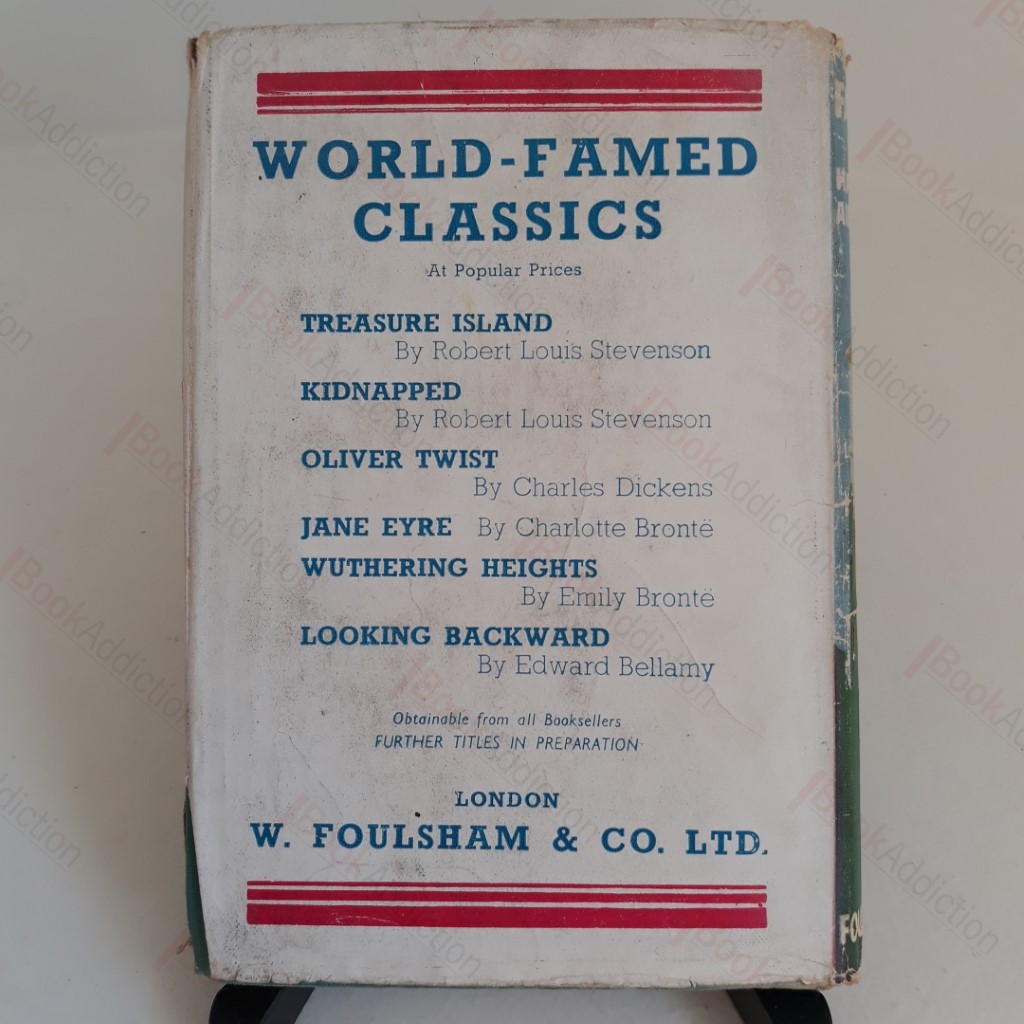 WORLD-FAMED
CLASSICS
At Popular Prices
TREASURE ISLAND
By Robert Louis Stevenson
KIDNAPPED
By Robert Louis Stevenson
OLIVER TWIST
By Charles Dickens
JANE EYRE By Charlotte Brontë
WUTHERING HEIGHTS
By Emily Brontë
LOOKING BACKWARD
By Edward Bellamy
Obtainable from all Booksellers
FURTHER TITLES IN PREPARATION
LONDON
W. FOULSHAM & CO. LTD.
BookAddiction